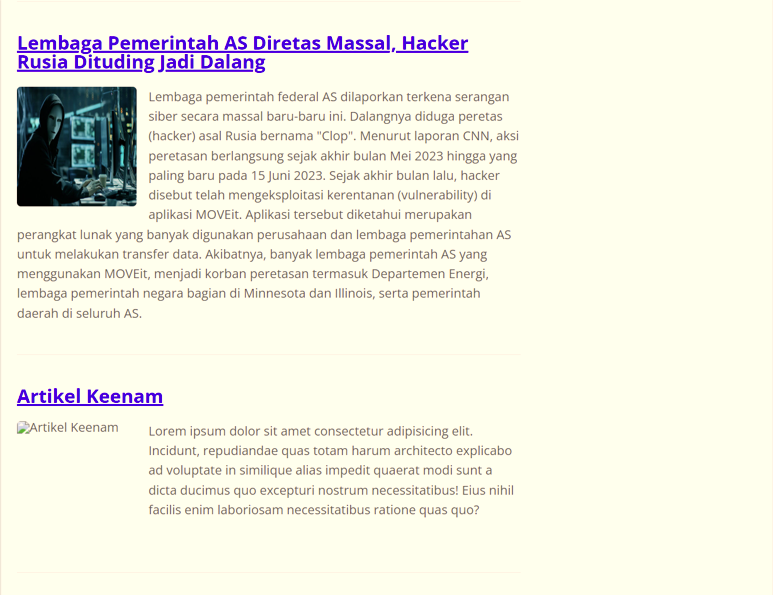 Lembaga Pemerintah AS Diretas Massal, Hacker
Rusia Dituding Jadi Dalang
Lembaga pemerintah federal AS dilaporkan terkena serangan
siber secara massal baru-baru ini. Dalangnya diduga peretas
(hacker) asal Rusia bernama "Clop". Menurut laporan CNN, aksi
peretasan berlangsung sejak akhir bulan Mei 2023 hingga yang
paling baru pada 15 Juni 2023. Sejak akhir bulan lalu, hacker
disebut telah mengeksploitasi kerentanan (vulnerability) di
aplikasi MOVEit. Aplikasi tersebut diketahui merupakan
perangkat lunak yang banyak digunakan perusahaan dan lembaga pemerintahan AS
untuk melakukan transfer data. Akibatnya, banyak lembaga pemerintah AS yang
menggunakan MOVEit, menjadi korban peretasan termasuk Departemen Energi,
lembaga pemerintah negara bagian di Minnesota dan Illinois, serta pemerintah
daerah di seluruh AS.
Artikel Keenam
Artikel Keenam
Lorem ipsum dolor sit amet consectetur adipisicing elit.
Incidunt, repudiandae quas totam harum architecto explicabo
ad voluptate in similique alias impedit quaerat modi sunt a
dicta ducimus quo excepturi nostrum necessitatibus! Eius nihil
facilis enim laboriosam necessitatibus ratione quas quo?